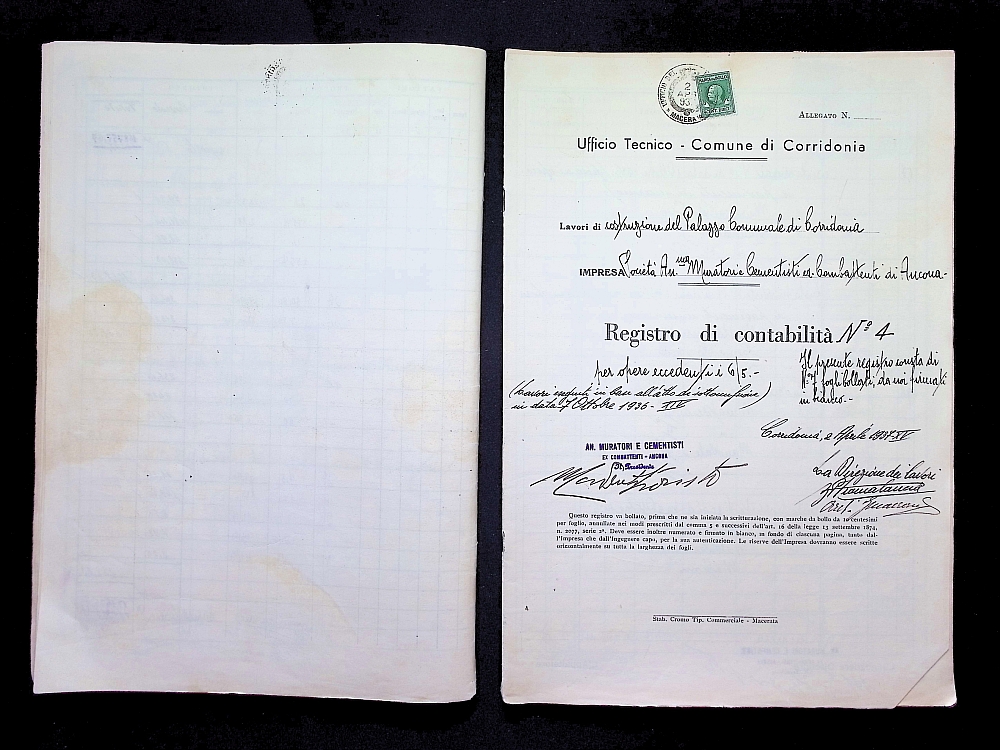 ALLEGATO N.
Ufficio Tecnico - Comune di Corridonia
Lavori di costruzione del Palazzo Comunale di Corridonia
IMPRESA Società An.ma Muratori e Cementisti ex Combattenti di Ancona-
Registro di contabilità N° 4
per opere eccedenti i 6/5.-
(Lavori eseguiti in base all'atto di sottomissione)
in data 7 Ottobre 1936 - XIV
Il presente registro consta di
N° 7 fogli bollati, da noi firmati
in bianco.-
Corridonia, 2 Aprile 1937-XV
AN. MURATORI E CEMENTISTI
EX COMBATTENTI - ANCONA
Il Presidente
La Direzione dei lavori
Questo registro va bollato, prima che ne sia iniziata la scritturazione, con marche da bollo da 10 centesimi
per foglio, annullate nei modi prescritti dal comma 5 e successivi dell'art. 16 della legge 13 settembre 1874,
n. 2077, serie 2ª. Deve essere inoltre numerato e firmato in bianco, in fondo di ciascuna pagina, tanto dal-
l'Impresa che dall'Ingegnere capo, per la sua autenticazione. Le riserve dell'Impresa dovranno essere scritte
orizzontalmente su tutta la larghezza dei fogli.
Stab. Cromo Tip. Commerciale - Macerata